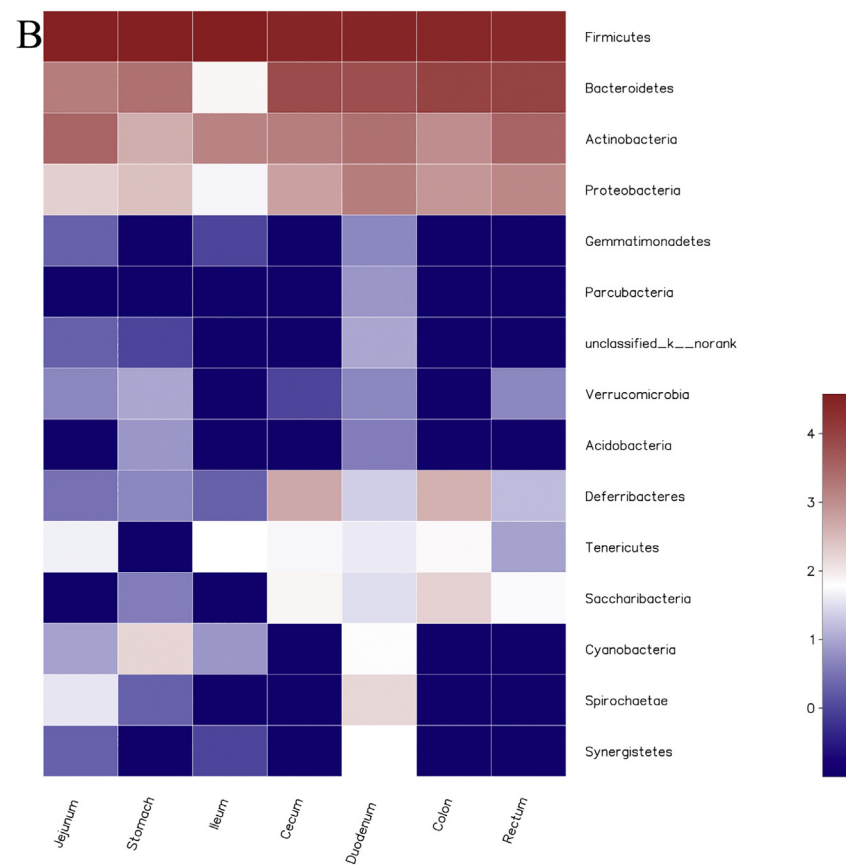 B
Firmicutes
Bacteroidetes
Actinobacteria
Proteobacteria
Gemmatimonadetes
Parcubacteria
unclassified_k__norank
Verrucomicrobia
Acidobacteria
Deferribacteres
Tenericutes
Saccharibacteria
Cyanobacteria
Spirochaetae
Synergistetes
4
3
2
1
0
Jejunum
Stomach
Ileum
Cecum
Duodenum
Colon
Rectum